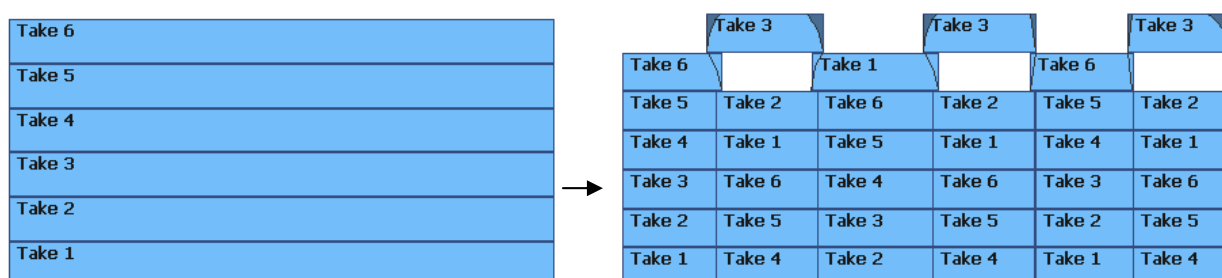 Take 6
Take 5
Take 4
Take 3
Take 2
Take 1
Take 3 Take 3 Take 3
Take 6 Take 1 Take 6
Take 5 Take 2 Take 6 Take 2 Take 5 Take 2
Take 4 Take 1 Take 5 Take 1 Take 4 Take 1
Take 3 Take 6 Take 4 Take 6 Take 3 Take 6
Take 2 Take 5 Take 3 Take 5 Take 2 Take 5
Take 1 Take 4 Take 2 Take 4 Take 1 Take 4